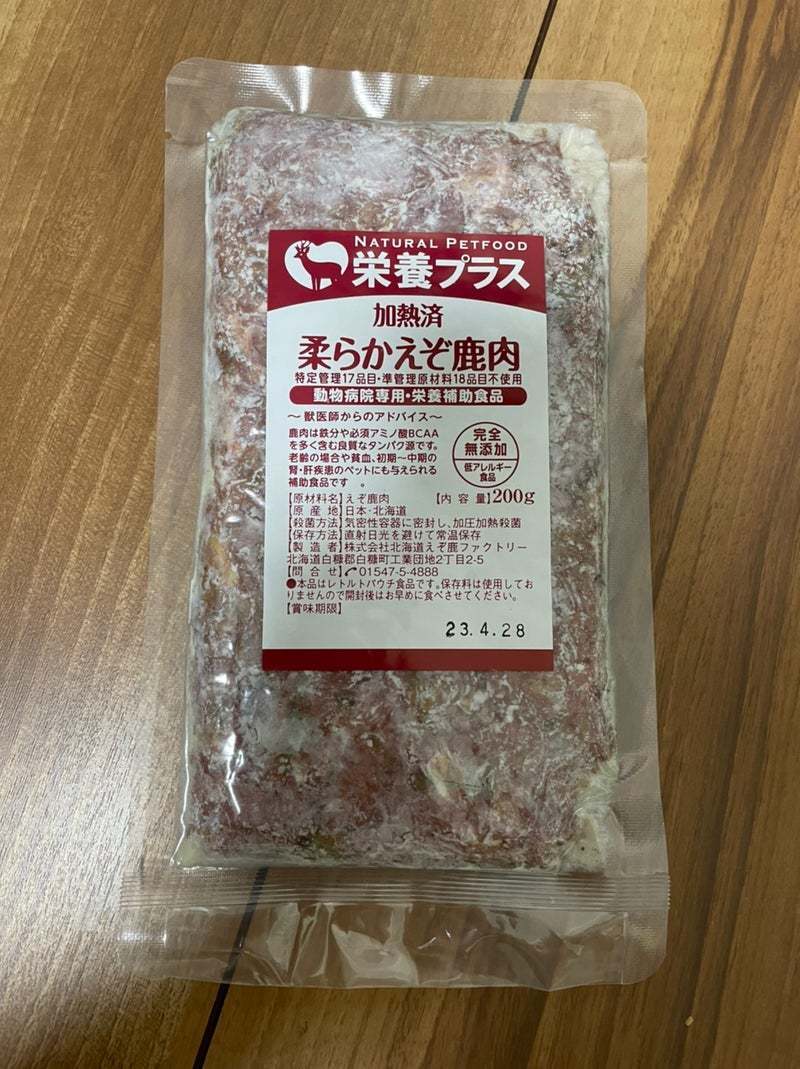 NATURAL PETFOOD
栄養プラス
加熱済
柔らかえぞ鹿肉
特定管理17品目・準管理原材料18品目不使用
動物病院専用・栄養補助食品
～獣医師からのアドバイス～
鹿肉は鉄分や必須アミノ酸BCAA
を多く含む良質なタンパク源です。
老齢の場合や貧血、初期～中期の
腎・肝疾患のペットにも与えられる
補助食品です 。
完全
無添加
低アレルギー
食品
【原材料名】えぞ鹿肉 【内容量】200g
【原産地】日本・北海道
【殺菌方法】気密性容器に密封し、加圧加熱殺菌
【保存方法】直射日光を避けて常温保存
【製造者】株式会社北海道えぞ鹿ファクトリー
北海道白糠郡白糠町工業団地2丁目2-5
【問合せ】01547-5-4888
●本品はレトルトパウチ食品です。保存料は使用してお
りませんので開封後はお早めに食べさせてください。
【賞味期限】
23.4.28